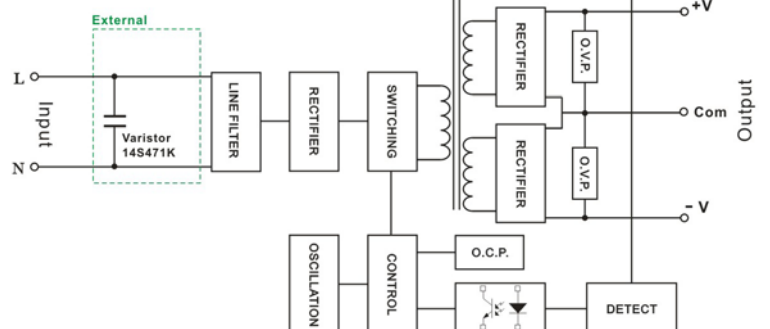 External
+V
L
Input
N
Varistor
14S471K
LINE FILTER
RECTIFIER
SWITCHING
RECTIFIER
O.V.P.
Com
Output
RECTIFIER
O.V.P.
- V
OSCILLATION
CONTROL
O.C.P.
DETECT